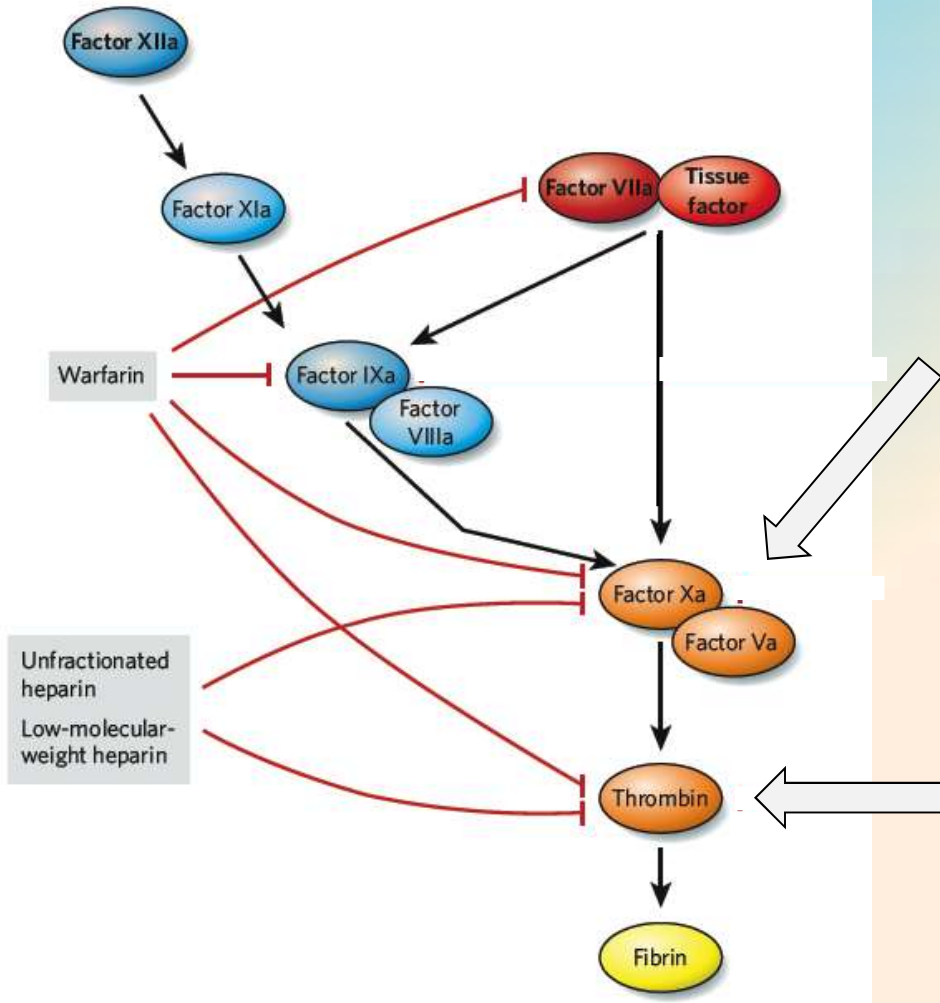 Factor XIIa
Factor XIa
Factor VIIa
Tissue
factor
Warfarin
Factor IXa
Factor
VIIIa
Factor Xa
Factor Va
Unfractionated
heparin
Low-molecular-
weight heparin
Thrombin
Fibrin